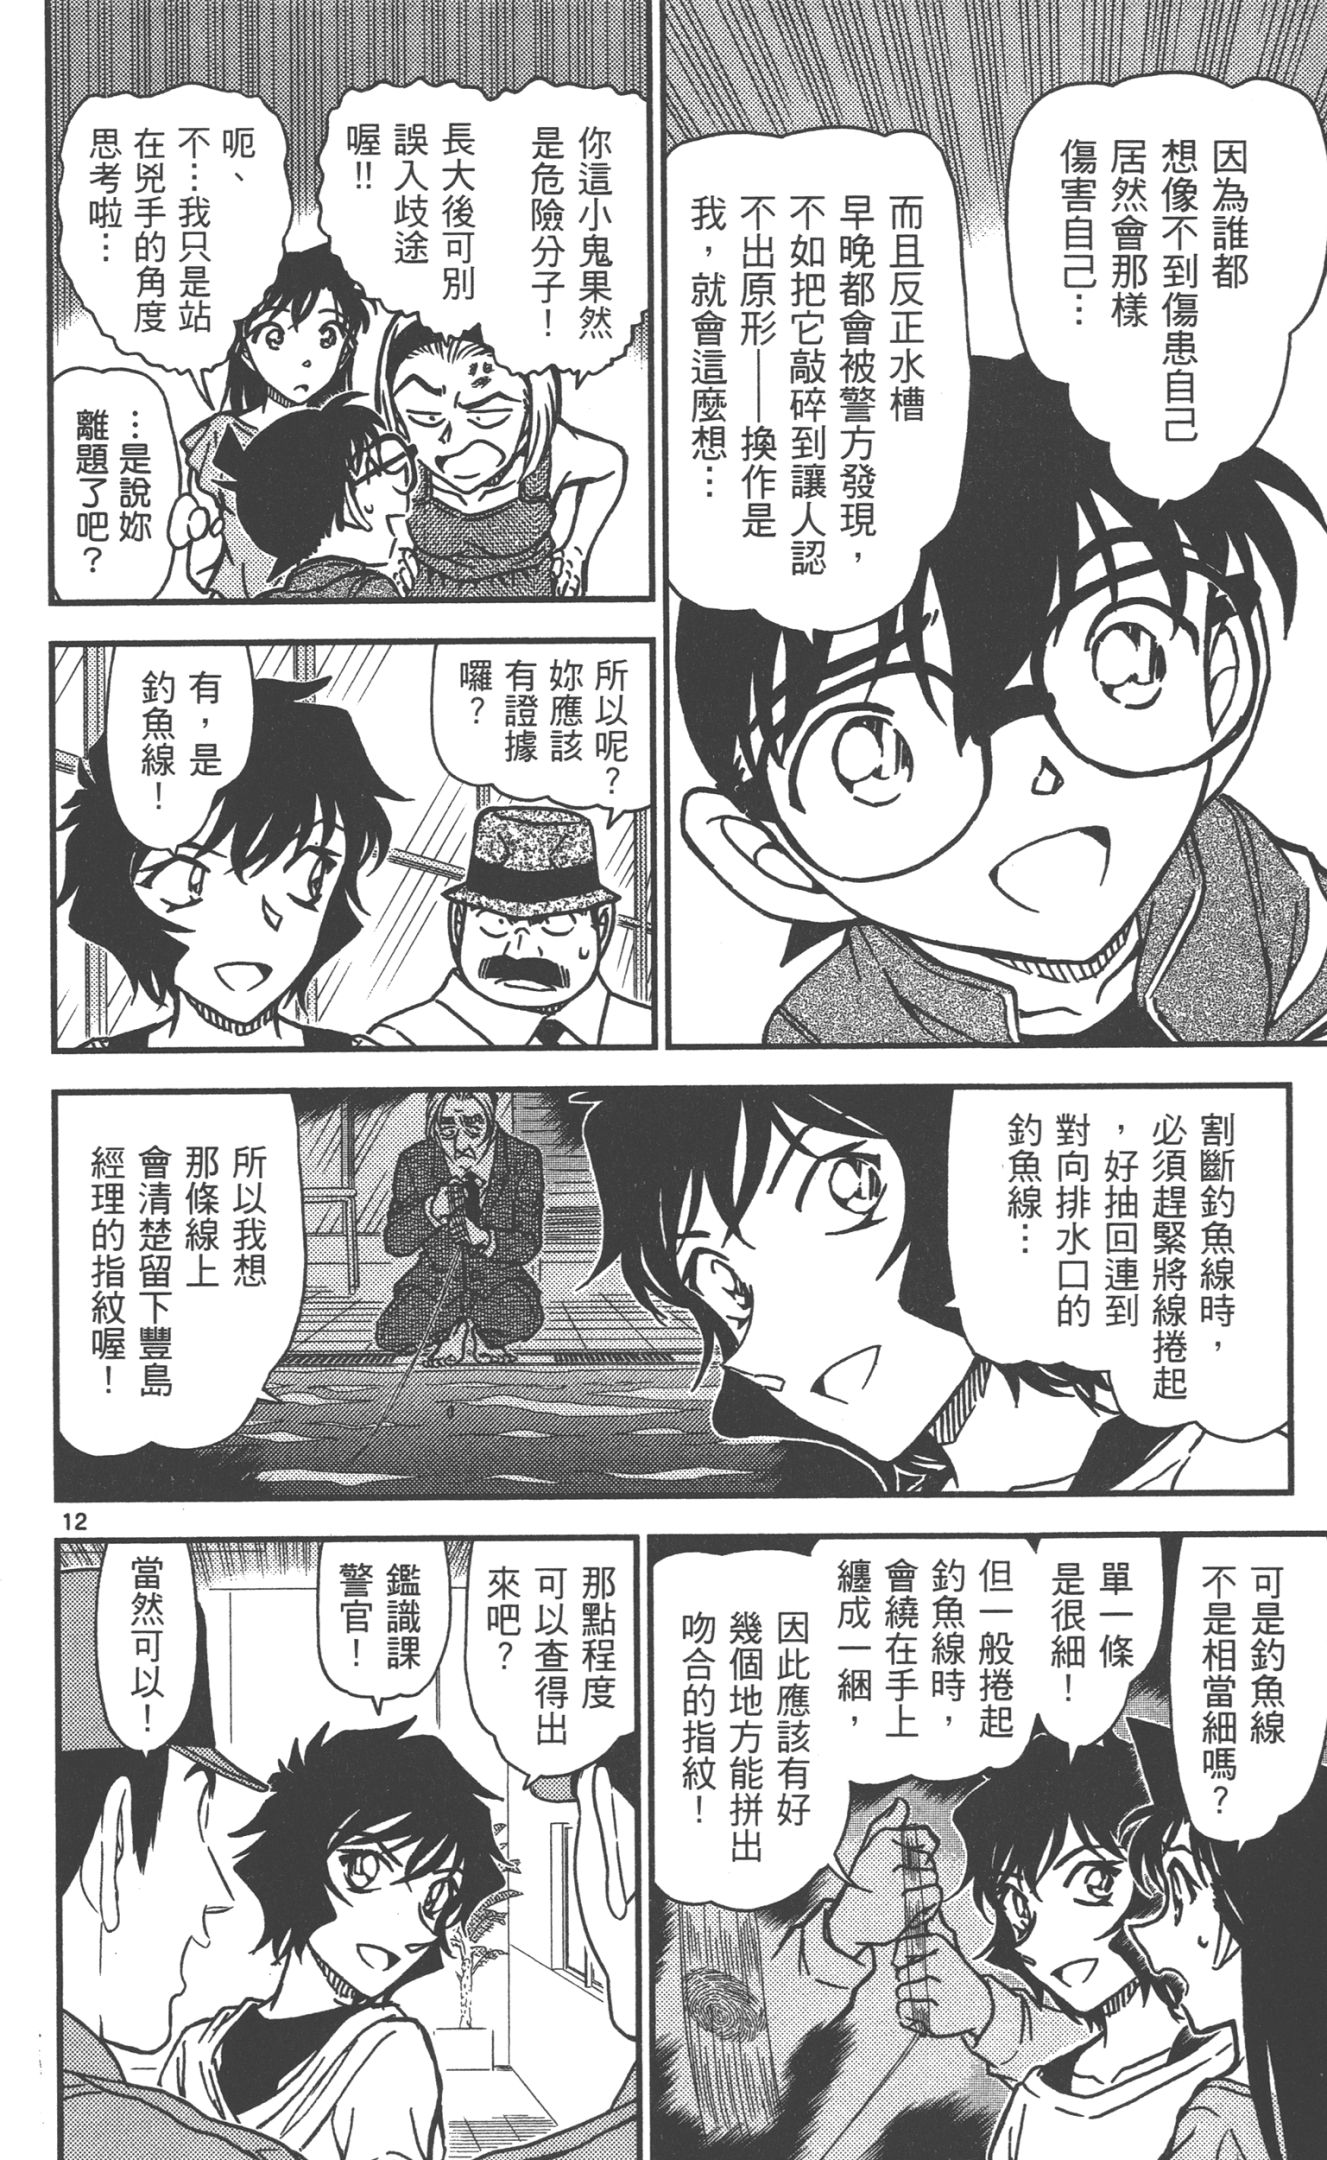 因為誰都
想像不到傷患自己
居然會那樣
傷害自己…
而且反正水槽
早晚都會被警方發現，
不如把它敲碎到讓人認
不出原形——換作是
我，就會這麼想…
你這小鬼果然
是危險分子！
長大後可別
誤入歧途
喔!!
呃、
不…我只是站
在兇手的角度
思考啦…
…是說妳
離題了吧？
所以呢？
妳應該
有證據
囉？
有，是
釣魚線！
割斷釣魚線時，
必須趕緊將線捲起
，好抽回連到
對向排水口的
釣魚線…
所以我想
那條線上
會清楚留下豐島
經理的指紋喔！
可是釣魚線
不是相當細嗎？
單一條
是很細！
但一般捲起
釣魚線時，
會繞在手上
纏成一綑，
因此應該有好
幾個地方能拼出
吻合的指紋！
那點程度
可以查得出
來吧？
鑑識課
警官！
當然可以！
12